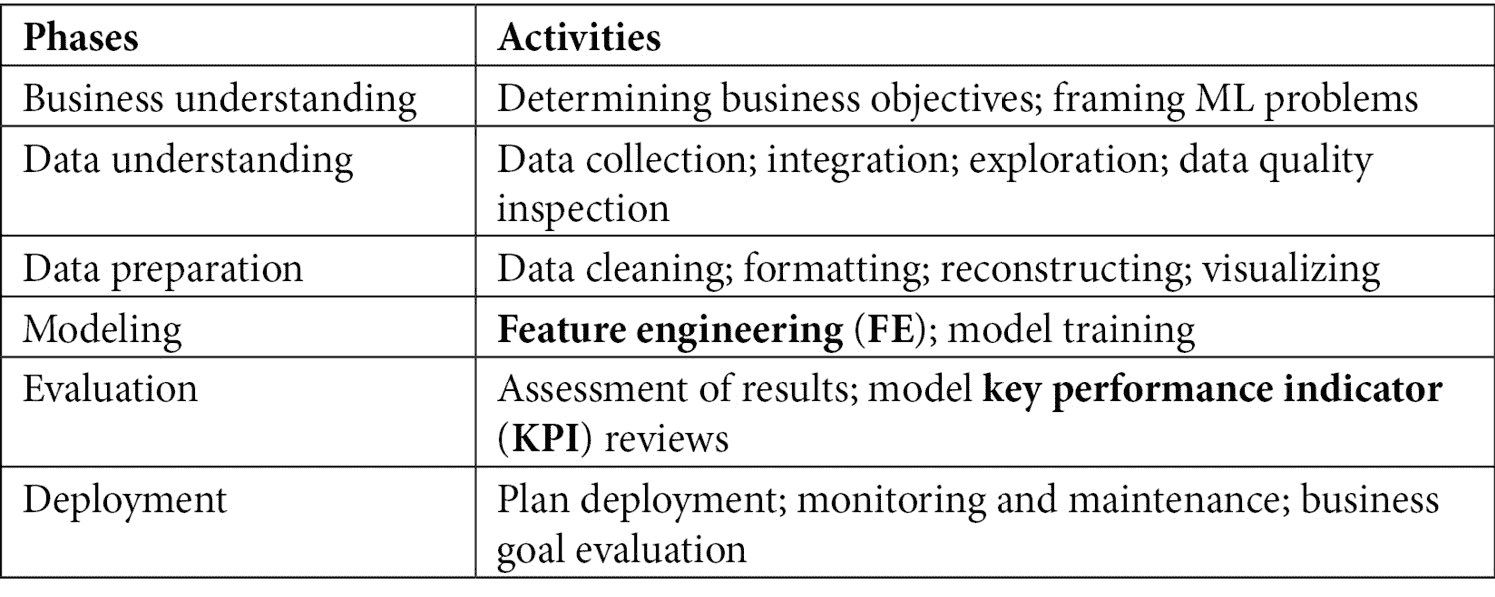 Phases Activities
Business understanding Determining business objectives; framing ML problems
Data understanding Data collection; integration; exploration; data quality
inspection
Data preparation Data cleaning; formatting; reconstructing; visualizing
Modeling Feature engineering (FE); model training
Evaluation Assessment of results; model key performance indicator
(KPI) reviews
Deployment Plan deployment; monitoring and maintenance; business
goal evaluation